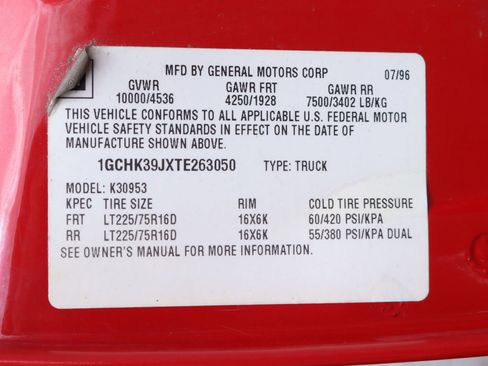 MFD BY GENERAL MOTORS CORP 07/96
GVWR GAWR FRT GAWR RR
10000/4536 4250/1928 7500/3402 LB/KG
THIS VEHICLE CONFORMS TO ALL APPLICABLE U.S. FEDERAL MOTOR
VEHICLE SAFETY STANDARDS IN EFFECT ON THE DATE OF
MANUFACTURE SHOWN ABOVE.
1GCHK39JXTE263050 TYPE: TRUCK
MODEL: K30953
KPEC TIRE SIZE RIM COLD TIRE PRESSURE
FRT LT225/75R16D 16X6K 60/420 PSI/KPA
RR LT225/75R16D 16X6K 55/380 PSI/KPA DUAL
SEE OWNER'S MANUAL FOR MORE INFORMATION.